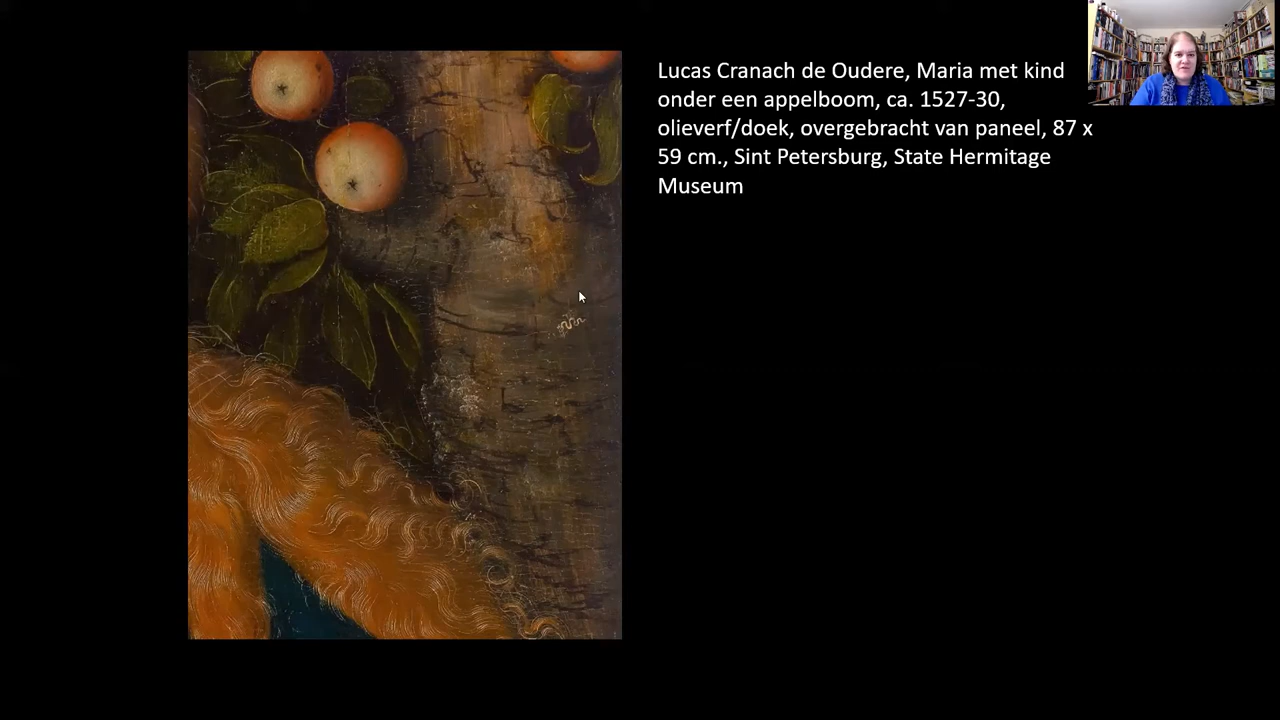 Lucas Cranach de Oudere, Maria met kind
onder een appelboom, ca. 1527-30,
olieverf/doek, overgebracht van paneel, 87 x
59 cm., Sint Petersburg, State Hermitage
Museum